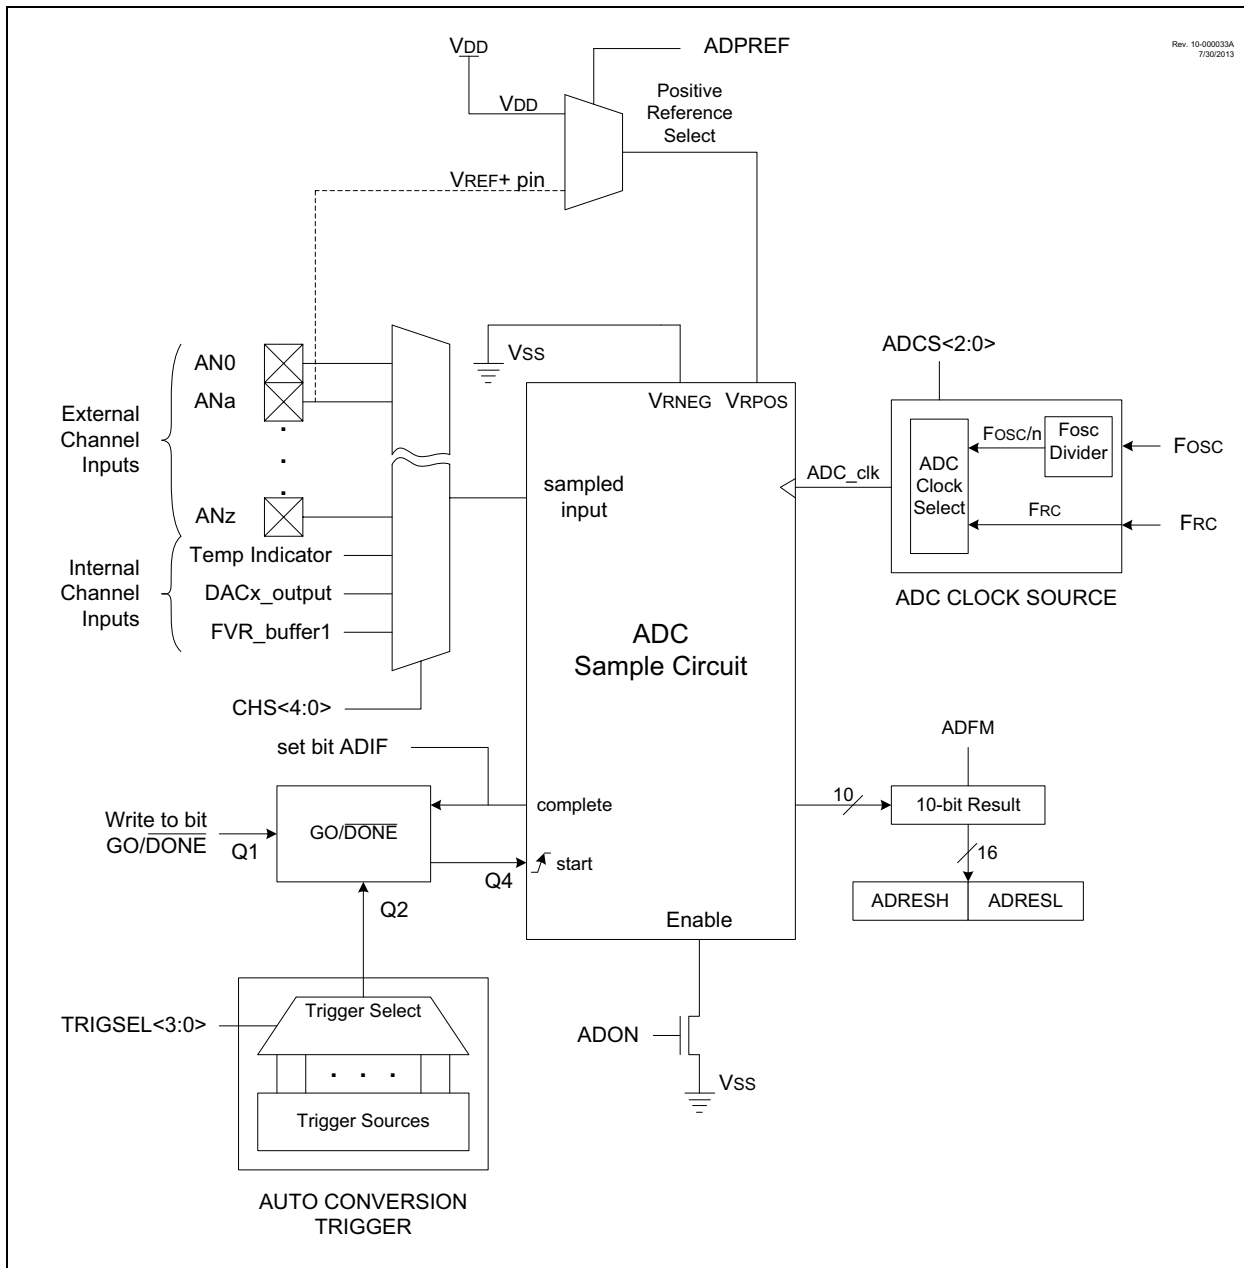 Rev. 10-000033A
7/30/2013
VDD
ADPREF
VDD
Positive
Reference
Select
VREF+ pin
External
Channel
Inputs
AN0
ANa
ANz
Internal
Channel
Inputs
Temp Indicator
DACx_output
FVR_buffer1
CHS<4:0>
VSS
VRNEG VRPOS
sampled
input
ADC_clk
ADC
Sample Circuit
ADCS<2:0>
ADC
Clock
Select
FOSC/n
Fosc
Divider
FOSC
FRC
FRC
ADC CLOCK SOURCE
set bit ADIF
complete
Write to bit
GO/DONE
Q1
GO/DONE
Q4
start
Q2
Enable
ADFM
10
10-bit Result
16
ADRESH
ADRESL
TRIGSEL<3:0>
Trigger Select
. . .
Trigger Sources
AUTO CONVERSION
TRIGGER
ADON
VSS